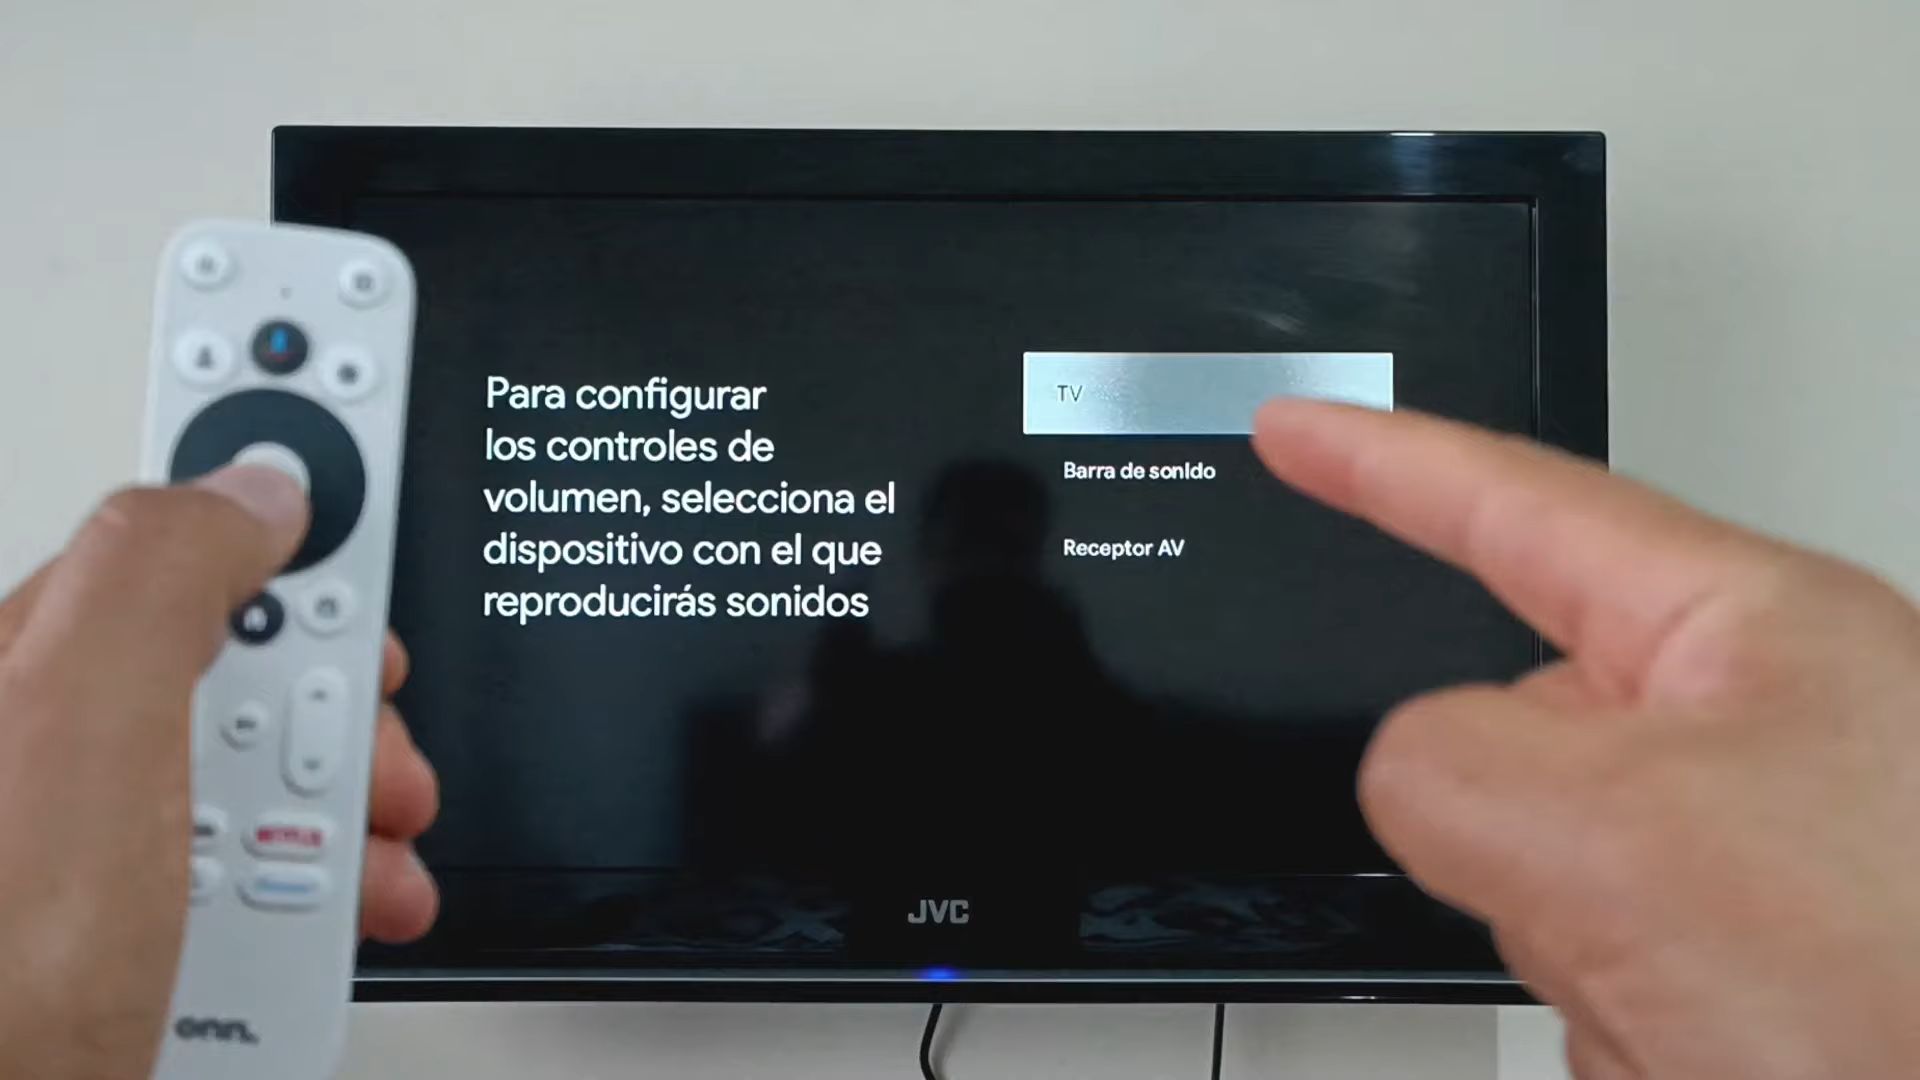 Para configurar
los controles de
volumen, selecciona el
dispositivo con el que
reproducirás sonidos
TV
Barra de sonido
Receptor AV
NETFLIX
JVC
onn.